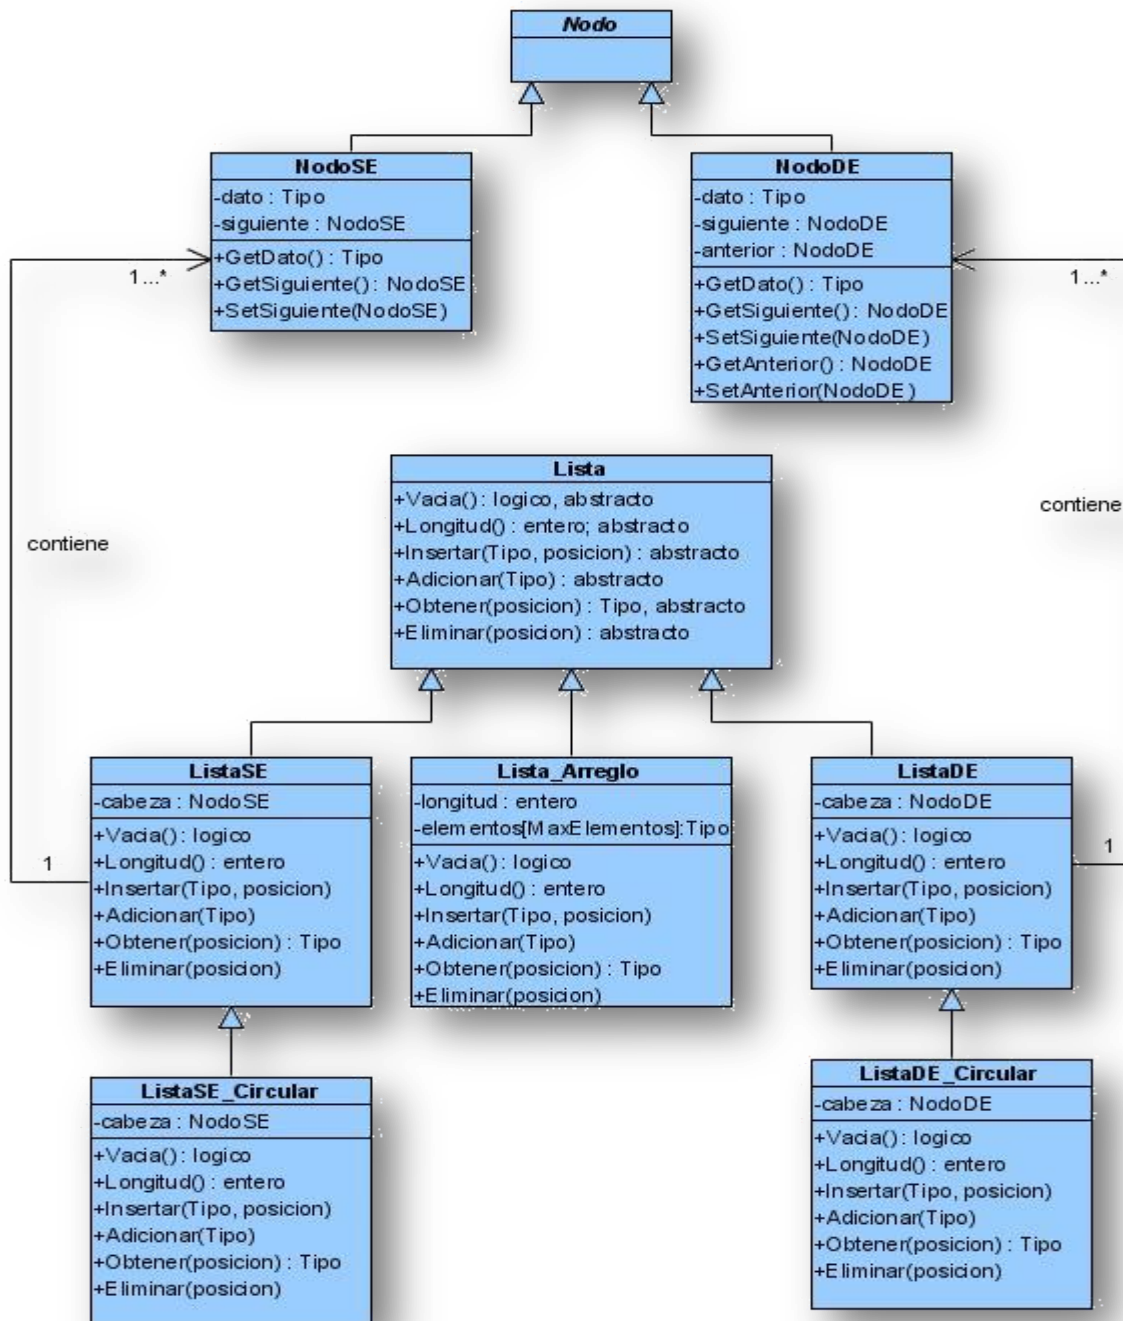 Nodo
NodoSE
-dato : Tipo
-siguiente : NodoSE
+GetDato() : Tipo
+GetSiguiente() : NodoSE
+SetSiguiente(NodoSE)
NodoDE
-dato : Tipo
-siguiente : NodoDE
-anterior : NodoDE
+GetDato() : Tipo
+GetSiguiente() : NodoDE
+SetSiguiente(NodoDE)
+GetAnterior() : NodoDE
+SetAnterior(NodoDE)
1...*
1...*
Lista
+Vacia() : logico, abstracto
+Longitud() : entero; abstracto
+Insertar(Tipo, posicion) : abstracto
+Adicionar(Tipo) : abstracto
+Obtener(posicion) : Tipo, abstracto
+Eliminar(posicion) : abstracto
contiene
contiene
ListaSE
-cabeza : NodoSE
+Vacia() : logico
+Longitud() : entero
+Insertar(Tipo, posicion)
+Adicionar(Tipo)
+Obtener(posicion) : Tipo
+Eliminar(posicion)
1
Lista_Arreglo
-longitud : entero
-elementos[MaxElementos]:Tipo
+Vacia() : logico
+Longitud() : entero
+Insertar(Tipo, posicion)
+Adicionar(Tipo)
+Obtener(posicion) : Tipo
+Eliminar(posicion)
ListaDE
-cabeza : NodoDE
+Vacia() : logico
+Longitud() : entero
+Insertar(Tipo, posicion)
+Adicionar(Tipo)
+Obtener(posicion) : Tipo
+Eliminar(posicion)
1
ListaSE_Circular
-cabeza : NodoSE
+Vacia() : logico
+Longitud() : entero
+Insertar(Tipo, posicion)
+Adicionar(Tipo)
+Obtener(posicion) : Tipo
+Eliminar(posicion)
ListaDE_Circular
-cabeza : NodoDE
+Vacia() : logico
+Longitud() : entero
+Insertar(Tipo, posicion)
+Adicionar(Tipo)
+Obtener(posicion) : Tipo
+Eliminar(posicion)